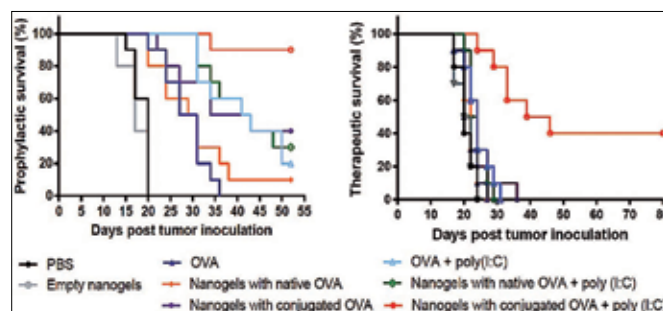 Prophylactic survival (%)
100
80
60
40
20
0
0 5 10 15 20 25 30 35 40 45 50 55
Days post tumor inoculation
Therapeutic survival (%)
100
80
60
40
20
0
0 10 20 30 40 50 60 70 80
Days post tumor inoculation
PBS
Empty nanogels
OVA
Nanogels with native OVA
Nanogels with conjugated OVA
OVA + poly(I:C)
Nanogels with native OVA + poly (I:C)
Nanogels with conjugated OVA + poly (I:C)